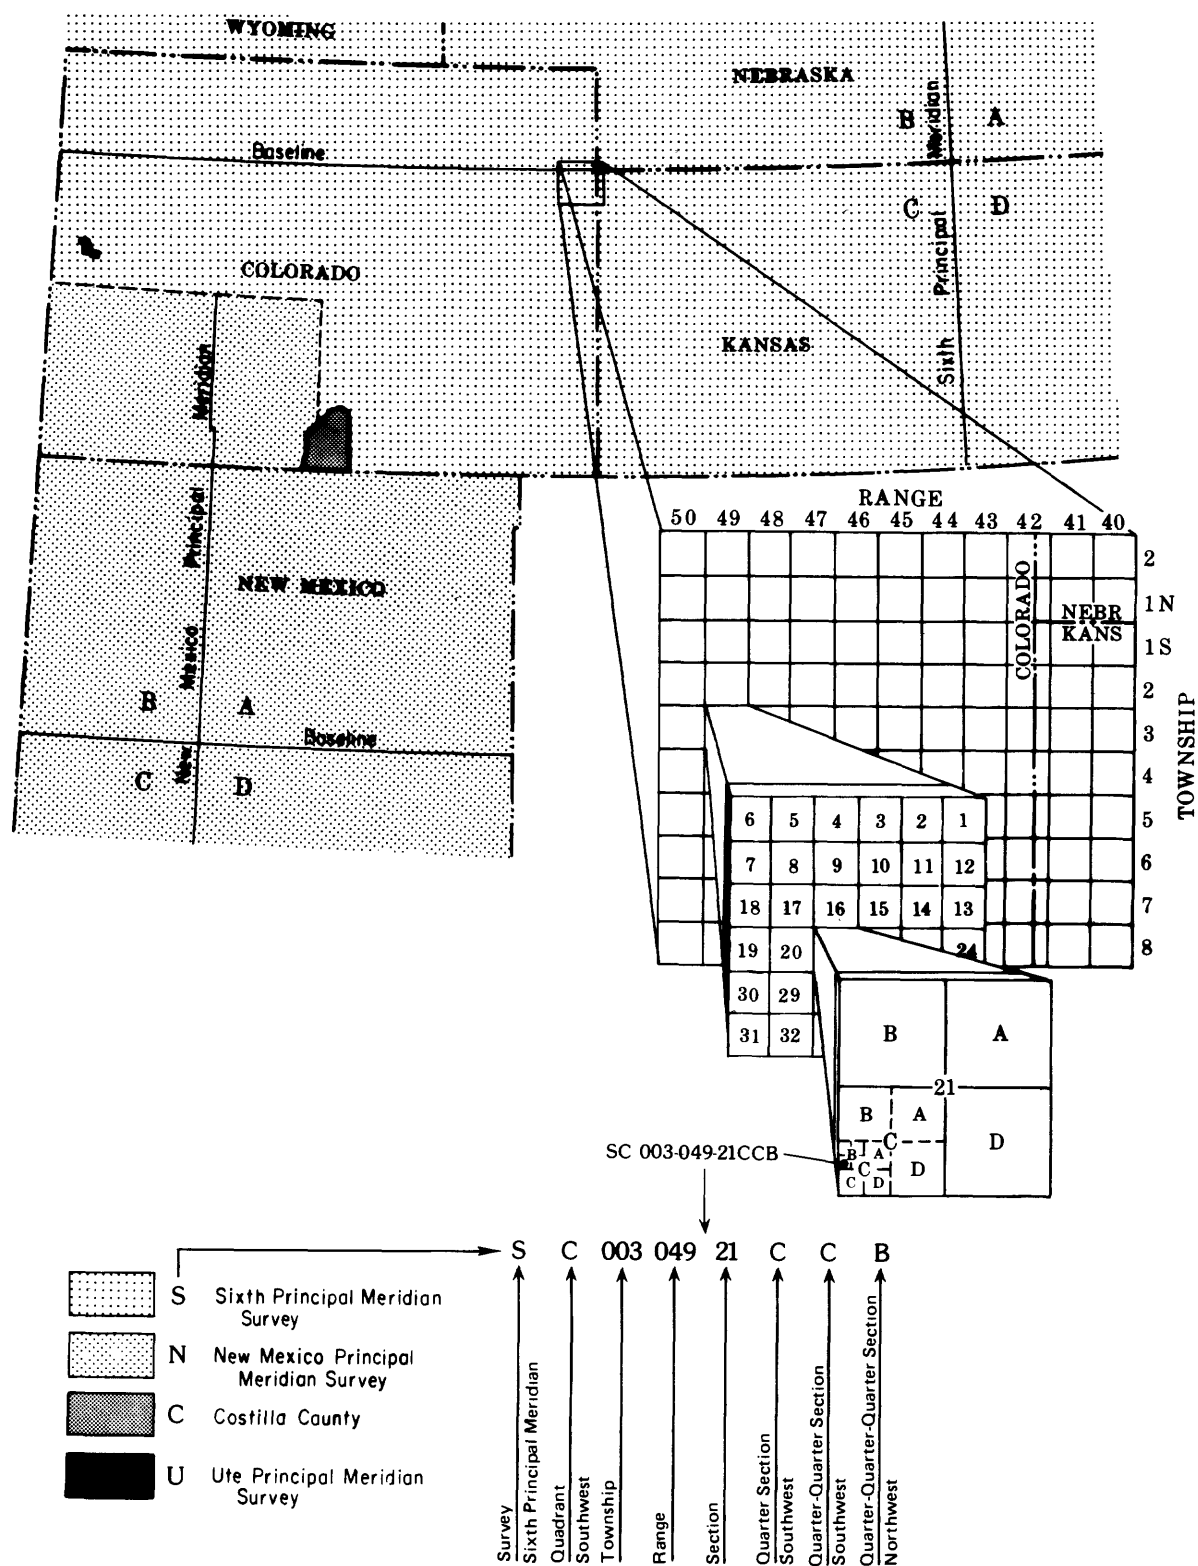 WYOMING
NEBRASKA
B
A
Meridian
Baseline
C
D
Principal
COLORADO
KANSAS
Sixth
Meridian
Principal
NEW MEXICO
Mexico
B
A
Baseline
New
C
D
RANGE
50 49 48 47 46 45 44 43 42 41 40
2
1N
1S
2
3
4
5
6
7
8
TOWNSHIP
COLORADO
NEBR
KANS
6 5 4 3 2 1
7 8 9 10 11 12
18 17 16 15 14 13
19 20 24
30 29
31 32
B A
21
B A
C
D
D
B A
C
C D
SC 003-049-21CCB
S C 003 049 21 C C B
S Sixth Principal Meridian
Survey
N New Mexico Principal
Meridian Survey
C Costilla County
U Ute Principal Meridian
Survey
Survey
Sixth Principal Meridian
Quadrant
Southwest
Township
Range
Section
Quarter Section
Southwest
Quarter-Quarter Section
Southwest
Quarter-Quarter-Quarter Section
Northwest